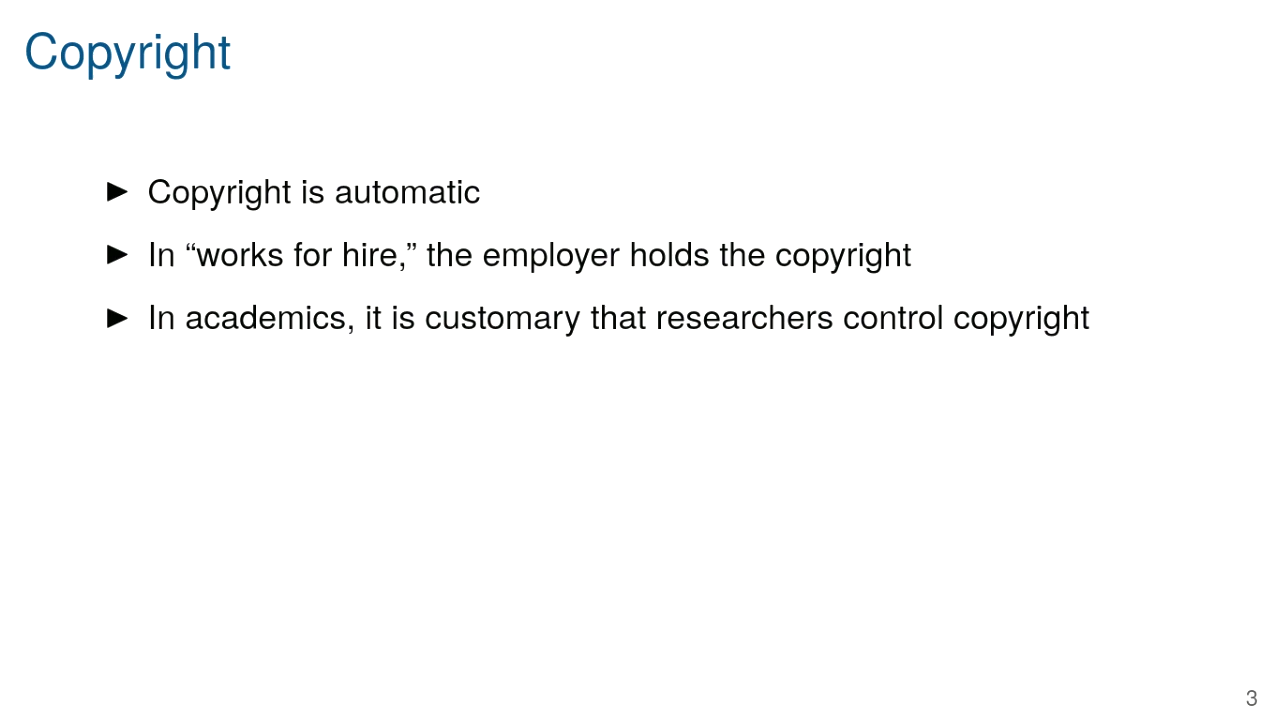 Copyright
▶ Copyright is automatic
▶ In “works for hire,” the employer holds the copyright
▶ In academics, it is customary that researchers control copyright
3